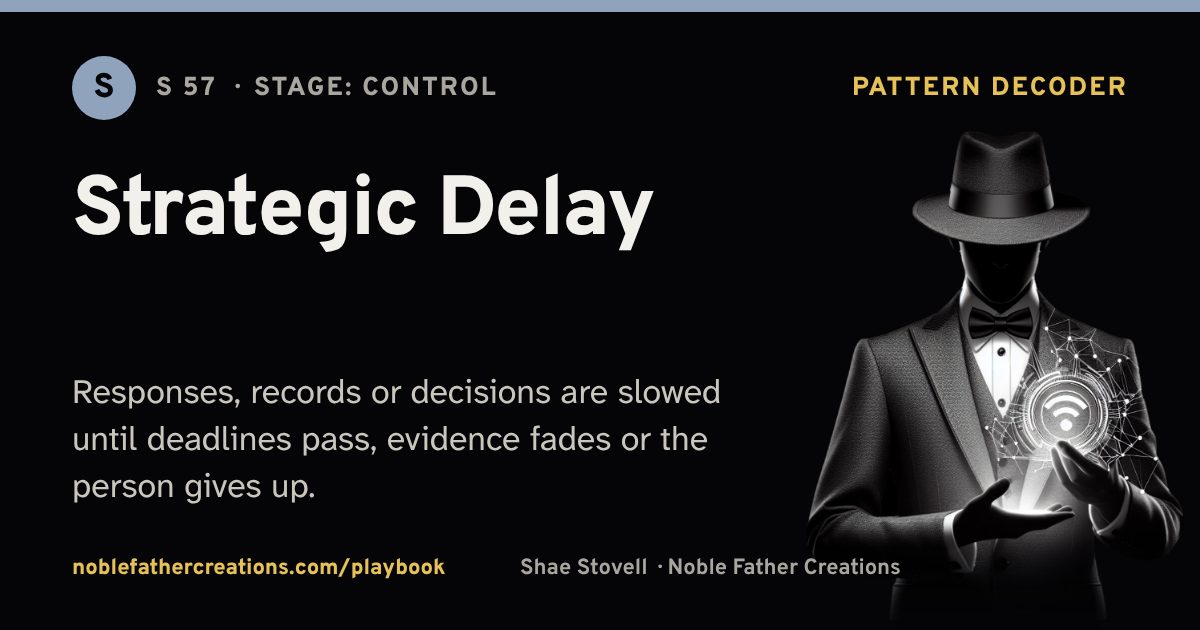 S
S 57 · STAGE: CONTROL
PATTERN DECODER
Strategic Delay
Responses, records or decisions are slowed
until deadlines pass, evidence fades or the
person gives up.
noblefathercreations.com/playbook
Shae Stovell · Noble Father Creations